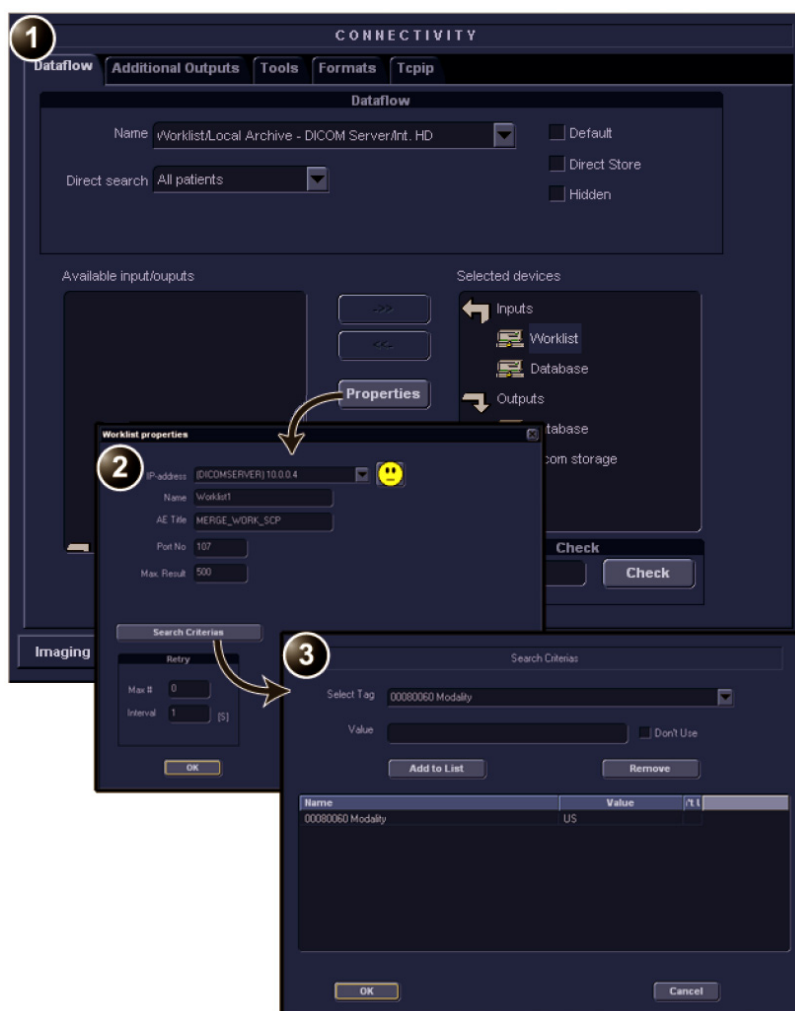 1
CONNECTIVITY
Dataflow Additional Outputs Tools Formats Tcpip
Dataflow
Name Worklist/Local Archive - DICOM Server/Int. HD
Default
Direct Store
Direct search All patients
Hidden
Available input/ouputs
Selected devices
->>
<<-
Properties
Inputs
Worklist
Database
Outputs
tabase
com storage
Check
Check
Imaging
2
Worklist properties
IP-address (DICOMSERVER) 10.0.0.4
Name Worklist1
AE Title MERGE_WORK_SCP
Port No 107
Max. Result 500
Search Criterias
Retry
Max # 0
Interval 1 [S]
OK
3
Search Criterias
Select Tag 00080060 Modality
Value
Don't Use
Add to List Remove
Name Value
00080060 Modality US
OK Cancel